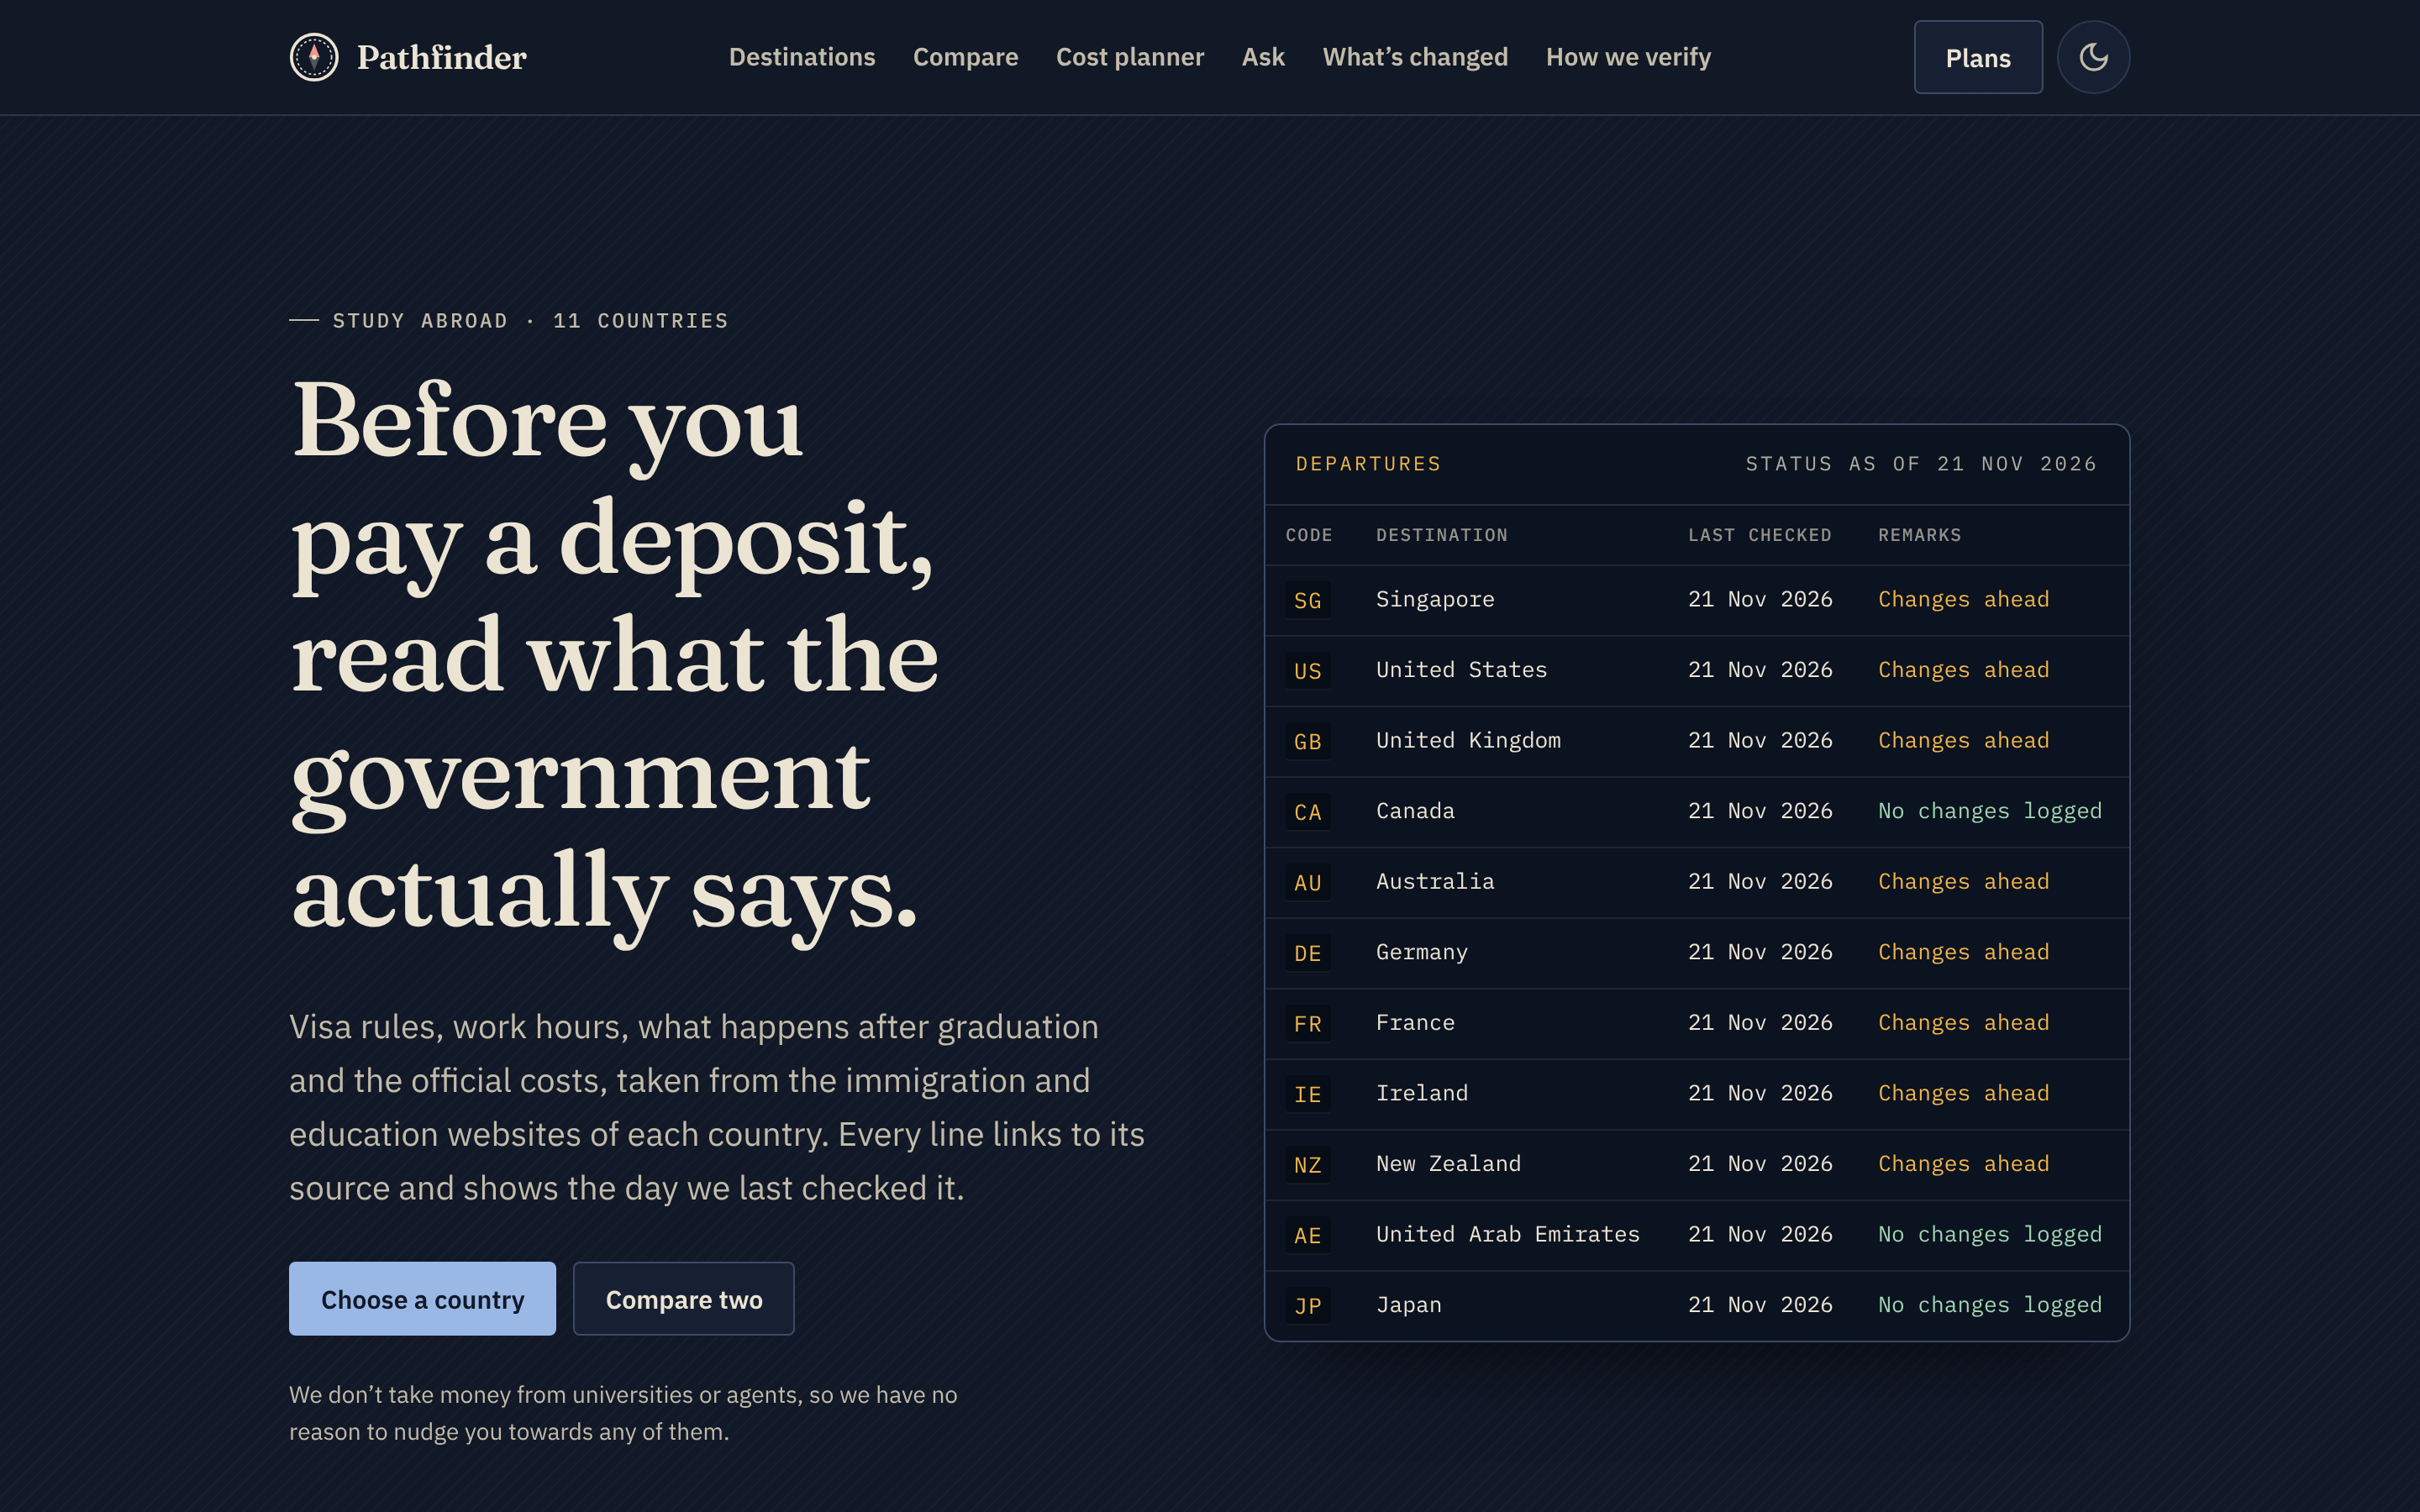 Pathfinder
Destinations Compare Cost planner Ask What’s changed How we verify
Plans
STUDY ABROAD · 11 COUNTRIES
Before you
pay a deposit,
read what the
government
actually says.
Visa rules, work hours, what happens after graduation
and the official costs, taken from the immigration and
education websites of each country. Every line links to its
source and shows the day we last checked it.
Choose a country
Compare two
We don’t take money from universities or agents, so we have no
reason to nudge you towards any of them.
DEPARTURES STATUS AS OF 21 NOV 2026
CODE DESTINATION LAST CHECKED REMARKS
SG Singapore 21 Nov 2026 Changes ahead
US United States 21 Nov 2026 Changes ahead
GB United Kingdom 21 Nov 2026 Changes ahead
CA Canada 21 Nov 2026 No changes logged
AU Australia 21 Nov 2026 Changes ahead
DE Germany 21 Nov 2026 Changes ahead
FR France 21 Nov 2026 Changes ahead
IE Ireland 21 Nov 2026 Changes ahead
NZ New Zealand 21 Nov 2026 Changes ahead
AE United Arab Emirates 21 Nov 2026 No changes logged
JP Japan 21 Nov 2026 No changes logged